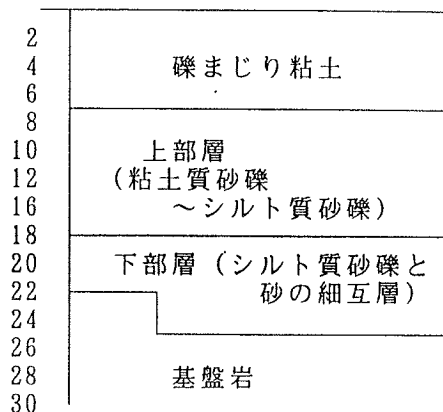 2
4
礫まじり粘土
6
8
10
上部層
12
(粘土質砂礫
16
～シルト質砂礫)
18
20
下部層(シルト質砂礫と
22
砂の細互層)
24
26
28
基盤岩
30